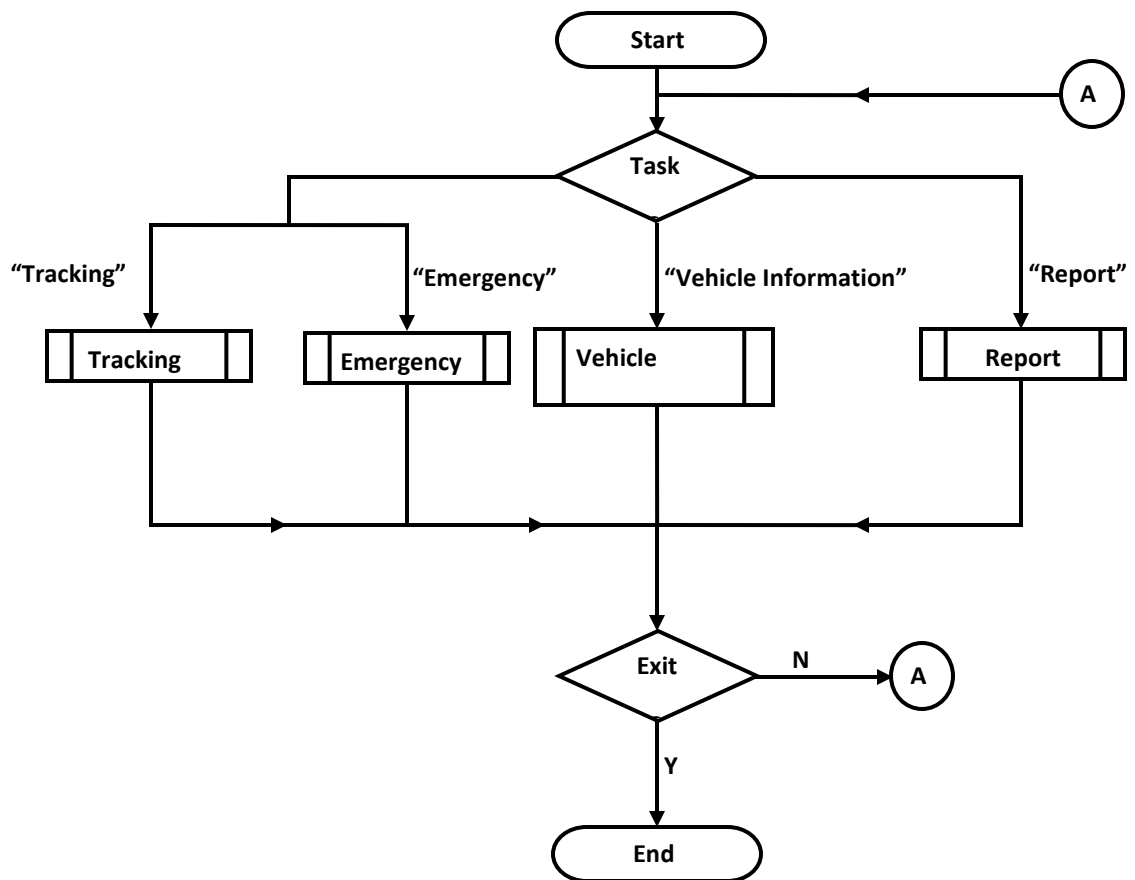 Start
A
Task
“Tracking”
“Emergency”
“Vehicle Information”
“Report”
Tracking
Emergency
Vehicle
Report
Exit
N
A
Y
End